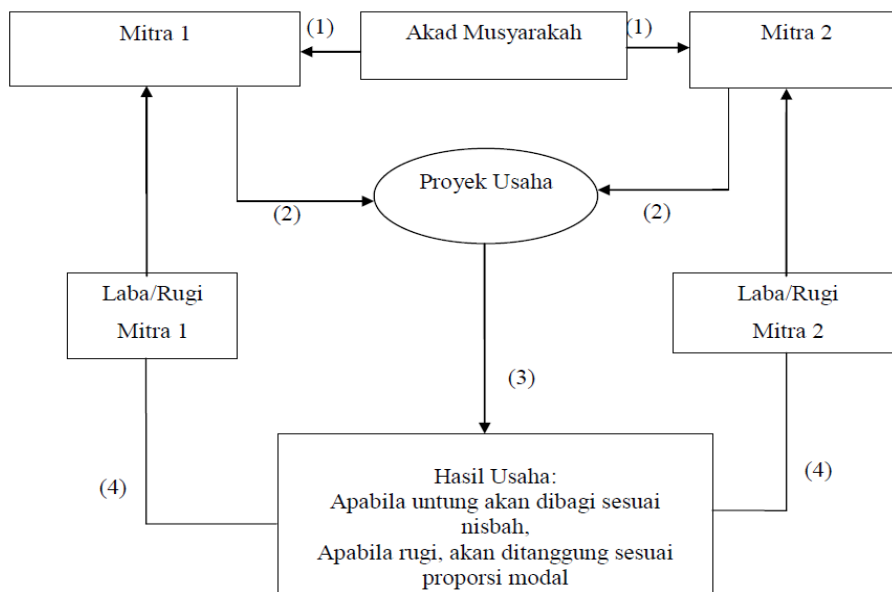 Mitra 1
(1)
Akad Musyarakah
(1)
Mitra 2
Proyek Usaha
(2)
(2)
Laba/Rugi
Mitra 1
Laba/Rugi
Mitra 2
(3)
(4)
(4)
Hasil Usaha:
Apabila untung akan dibagi sesuai
nisbah,
Apabila rugi, akan ditanggung sesuai
proporsi modal